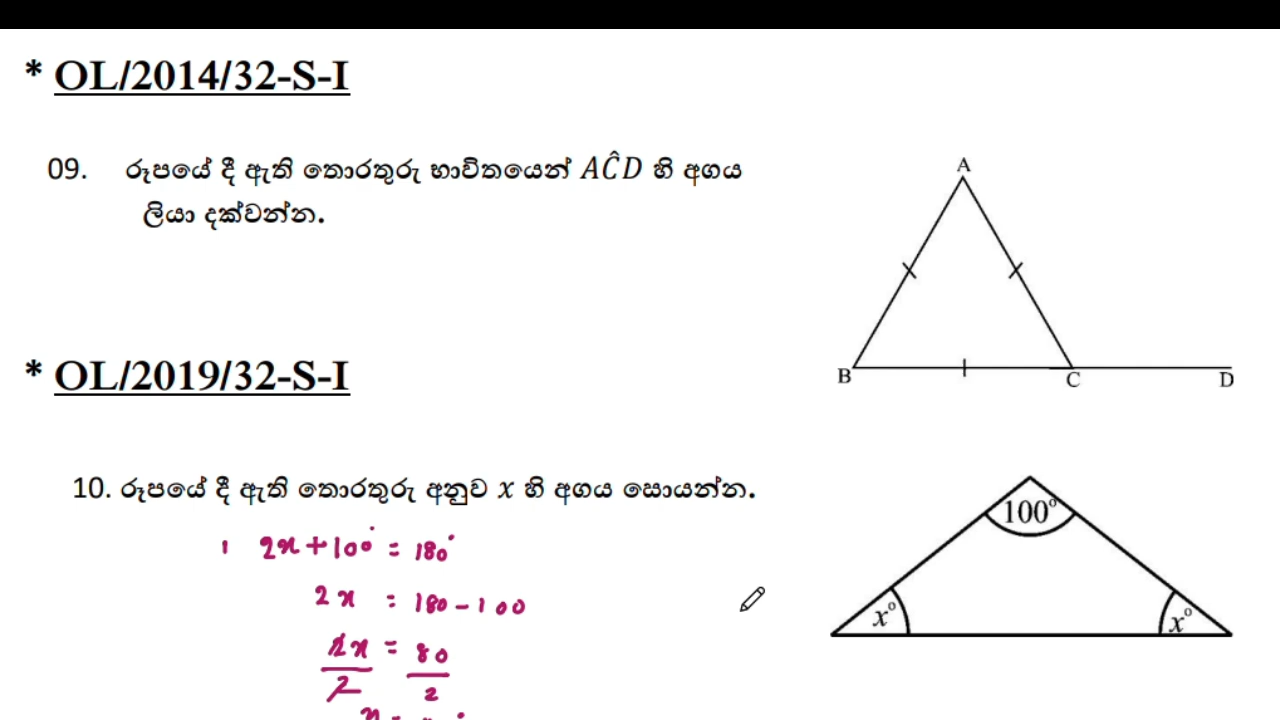 * OL/2014/32-S-I
09. රූපයේ දී ඇති තොරතුරු භාවිතයෙන් AĈD හි අගය
ලියා දක්වන්න.
A
B
C
D
* OL/2019/32-S-I
10. රූපයේ දී ඇති තොරතුරු අනුව x හි අගය සොයන්න.
100°
x°
x°
2x + 100° = 180°
2x = 180 - 100
2x = 80
2 2